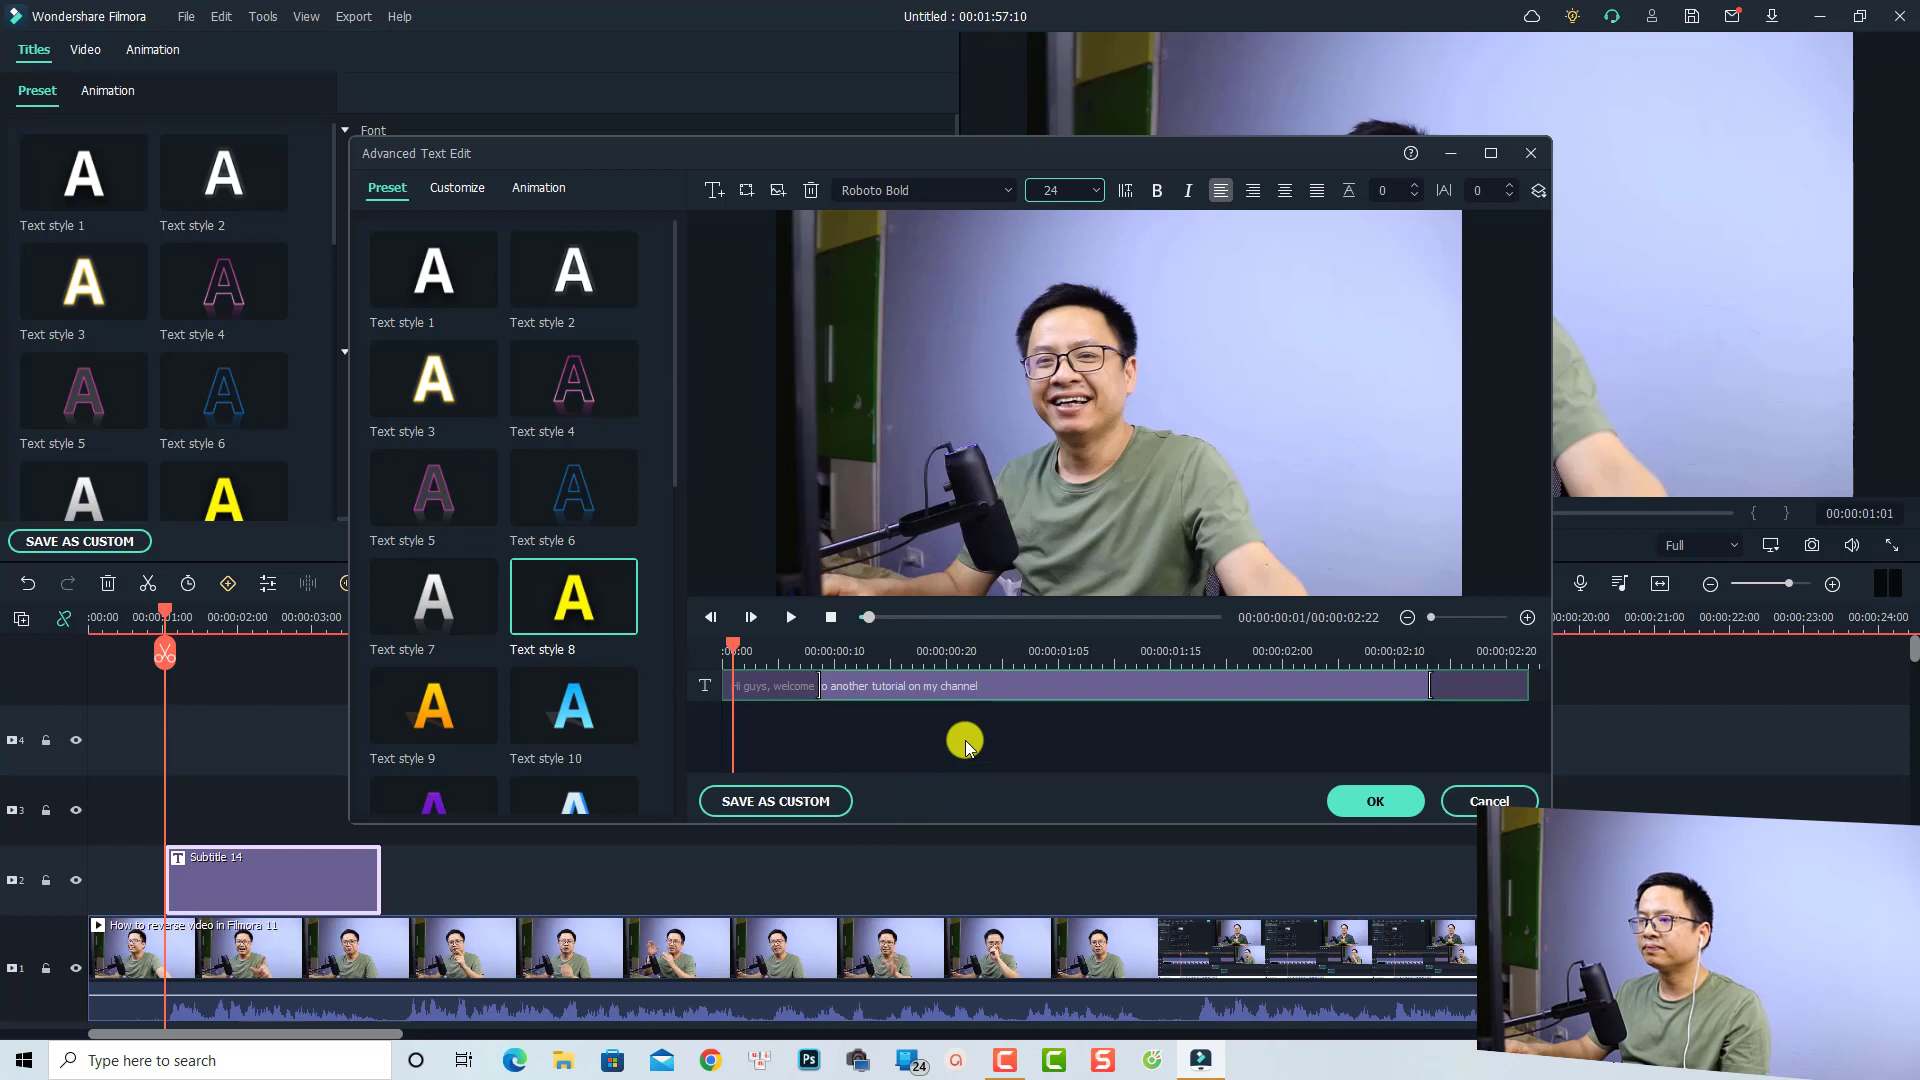 Wondershare Filmora File Edit Tools View Export Help Untitled : 00:01:57:10
Titles Video Animation
Preset Animation
Font
Text style 1 Text style 2
Text style 3 Text style 4
Text style 5 Text style 6
SAVE AS CUSTOM
Advanced Text Edit
Preset Customize Animation
Roboto Bold 24 0 0
Text style 1 Text style 2
Text style 3 Text style 4
Text style 5 Text style 6
Text style 7 Text style 8
Text style 9 Text style 10
00:00:00:01/00:00:02:22
:00:00 00:00:00:10 00:00:00:20 00:00:01:05 00:00:01:15 00:00:02:00 00:00:02:10 00:00:02:20
Hi guys, welcome to another tutorial on my channel
SAVE AS CUSTOM OK Cancel
00:00:01:01
Full
:00:00 00:00:01:00 00:00:02:00 00:00:03:00
00:00:20:00 00:00:21:00 00:00:22:00 00:00:23:00 00:00:24:00
4
3
2
Subtitle 14
1
How to reverse video in Filmora 11
Type here to search
Ps
24